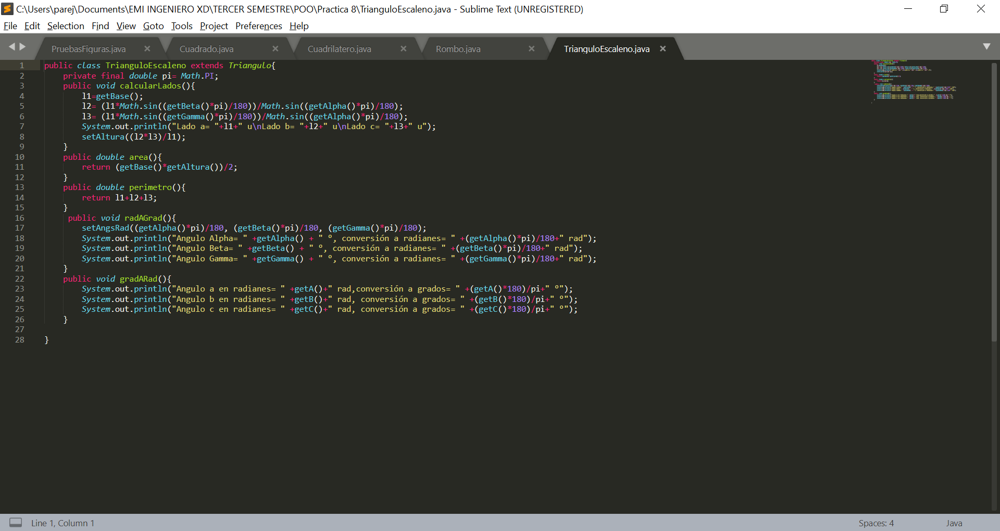 C:\Users\parej\Documents\EMI INGENIERO XD\TERCER SEMESTRE\POO\Practica 8\TrianguloEscaleno.java - Sublime Text (UNREGISTERED)
File Edit Selection Find View Goto Tools Project Preferences Help
PruebasFiguras.java Cuadrado.java Cuadrilatero.java Rombo.java TrianguloEscaleno.java
1 public class TrianguloEscaleno extends Triangulo{
2 private final double pi= Math.PI;
3 public void calcularLados(){
4 l1=getBase();
5 l2= (l1*Math.sin((getBeta()*pi)/180))/Math.sin((getAlpha()*pi)/180);
6 l3= (l1*Math.sin((getGamma()*pi)/180))/Math.sin((getAlpha()*pi)/180);
7 System.out.println("Lado a= "+l1+" u\nLado b= "+l2+" u\nLado c= "+l3+" u");
8 setAltura((l2*l3)/l1);
9 }
10 public double area(){
11 return (getBase()*getAltura())/2;
12 }
13 public double perimetro(){
14 return l1+l2+l3;
15 }
16 public void radAGrad(){
17 setAngsRad((getAlpha()*pi)/180, (getBeta()*pi)/180, (getGamma()*pi)/180);
18 System.out.println("Angulo Alpha= " +getAlpha() + " º, conversión a radianes= " +(getAlpha()*pi)/180+" rad");
19 System.out.println("Angulo Beta= " +getBeta() + " º, conversión a radianes= " +(getBeta()*pi)/180+" rad");
20 System.out.println("Angulo Gamma= " +getGamma() + " º, conversión a radianes= " +(getGamma()*pi)/180+" rad");
21 }
22 public void gradARad(){
23 System.out.println("Angulo a en radianes= " +getA()+" rad,conversión a grados= " +(getA()*180)/pi+" º");
24 System.out.println("Angulo b en radianes= " +getB()+" rad, conversión a grados= " +(getB()*180)/pi+" º");
25 System.out.println("Angulo c en radianes= " +getC()+" rad, conversión a grados= " +(getC()*180)/pi+" º");
26 }
27
28 }
Line 1, Column 1 Spaces: 4 Java